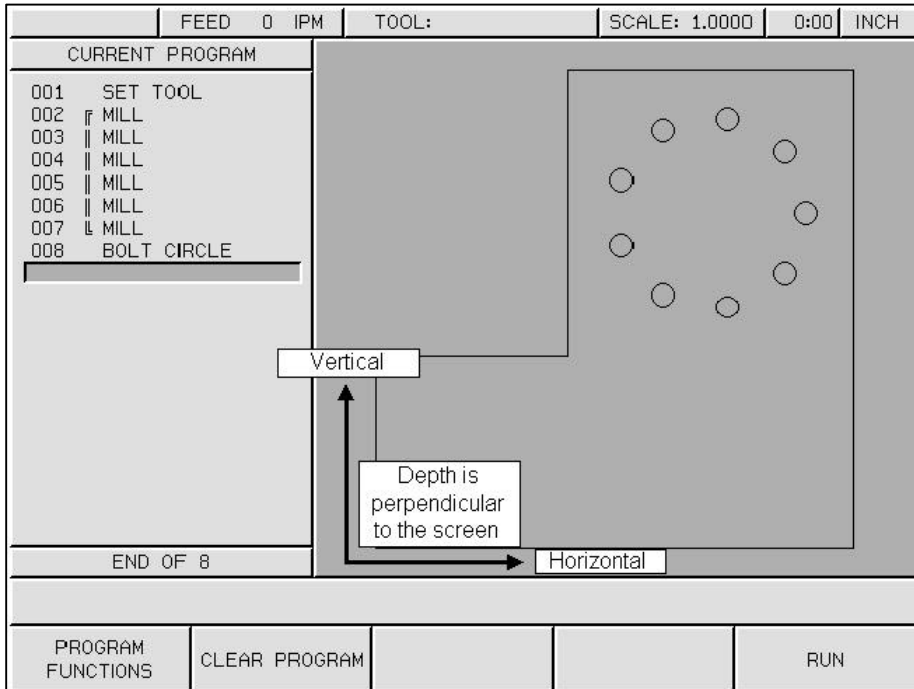 FEED 0 IPM TOOL: SCALE: 1.0000 0:00 INCH
CURRENT PROGRAM
001 SET TOOL
002 MILL
003 MILL
004 MILL
005 MILL
006 MILL
007 MILL
008 BOLT CIRCLE
END OF 8
Vertical
Depth is
perpendicular
to the screen
Horizontal
PROGRAM
FUNCTIONS
CLEAR PROGRAM
RUN